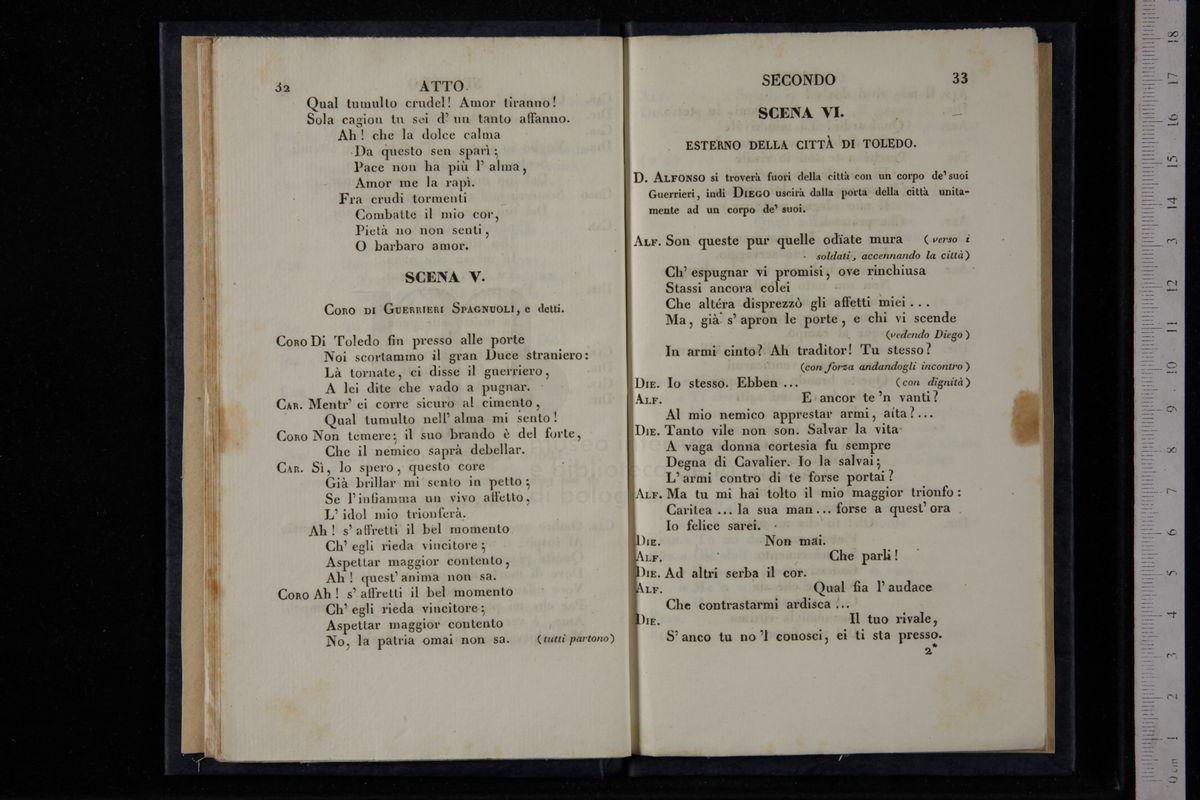 32
ATTO
Qual tumulto crudel! Amor tiranno!
Sola cagion tu sei d' un tanto affanno.
Ah! che la dolce calma
Da questo sen sparì;
Pace non ha più l' alma,
Amor me la rapì.
Fra crudi tormenti
Combatte il mio cor,
Pietà no non senti,
O barbaro amor.
SCENA V.
CORO DI GUERRIERI SPAGNUOLI, e detti.
CORO Di Toledo fin presso alle porte
Noi scortammo il gran Duce straniero:
Là tornate, ci disse il guerriero,
A lei dite che vado a pugnar.
CAR. Mentr' ei corre sicuro al cimento,
Qual tumulto nell' alma mi sento!
CORO Non temere; il suo brando è del forte,
Che il nemico saprà debellar.
CAR. Sì, lo spero, questo core
Già brillar mi sento in petto;
Se l' infiamma un vivo affetto,
L' idol mio trionferà.
Ah! s' affretti il bel momento
Ch' egli rieda vincitore;
Aspettar maggior contento,
Ah! quest' anima non sa.
CORO Ah! s' affretti il bel momento
Ch' egli rieda vincitore;
Aspettar maggior contento
No, la patria omai non sa. (tutti partono)
SECONDO
33
SCENA VI.
ESTERNO DELLA CITTÀ DI TOLEDO.
D. ALFONSO si troverà fuori della città con un corpo de' suoi
Guerrieri, indi DIEGO uscirà dalla porta della città unita-
mente ad un corpo de' suoi.
ALF. Son queste pur quelle odïate mura (verso i
soldati, accennando la città)
Ch' espugnar vi promisi, ove rinchiusa
Stassi ancora colei
Che altéra disprezzò gli affetti miei...
Ma, già s' apron le porte, e chi vi scende
(vedendo Diego)
In armi cinto? Ah traditor! Tu stesso?
(con forza andandogli incontro)
DIE. Io stesso. Ebben ... (con dignità)
ALF. E ancor te 'n vanti?
Al mio nemico apprestar armi, aíta?...
DIE. Tanto vile non son. Salvar la vita
A vaga donna cortesia fu sempre
Degna di Cavalier. Io la salvai;
L' armi contro di te forse portai?
ALF. Ma tu mi hai tolto il mio maggior trionfo:
Caritea ... la sua man ... forse a quest' ora
Io felice sarei.
DIE. Non mai.
ALF. Che parli!
DIE. Ad altri serba il cor.
ALF. Qual fia l' audace
Che contrastarmi ardisca ...
DIE. Il tuo rivale,
S' anco tu no 'l conosci, ei ti sta presso.
2*